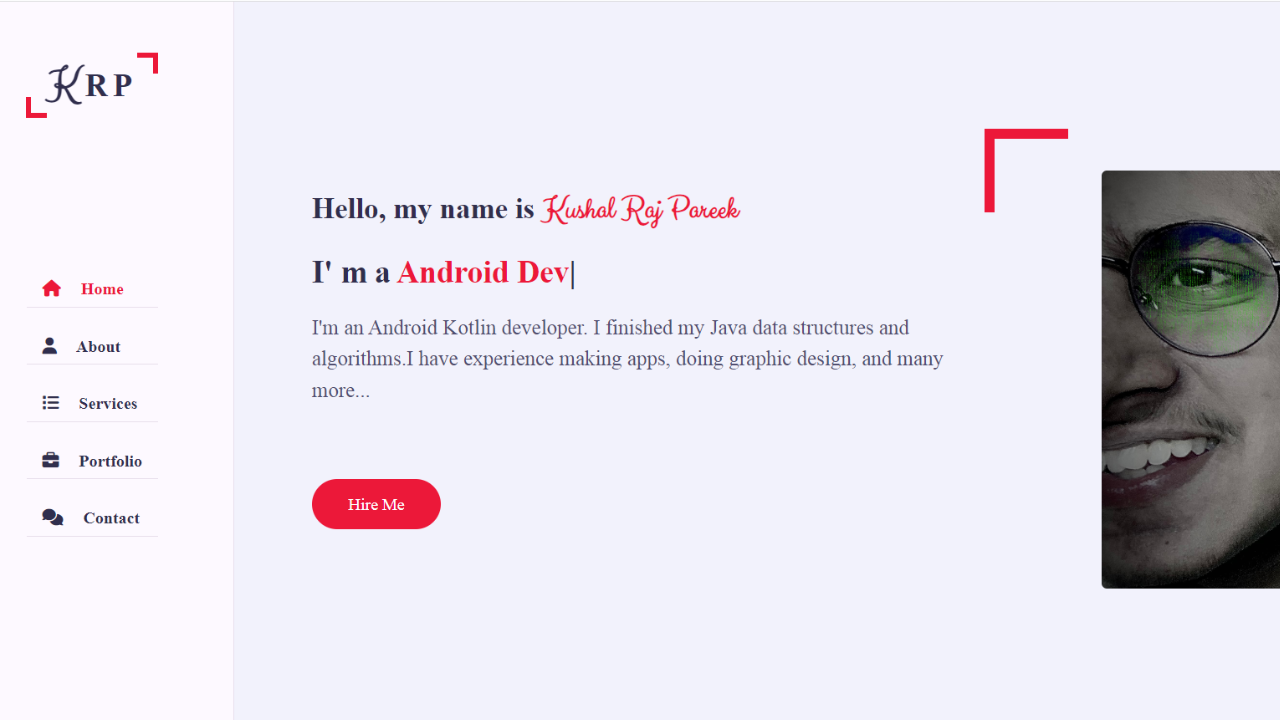 KRP
Home
About
Services
Portfolio
Contact
Hello, my name is Kushal Raj Pareek
I' m a Android Dev|
I'm an Android Kotlin developer. I finished my Java data structures and
algorithms.I have experience making apps, doing graphic design, and many
more...
Hire Me